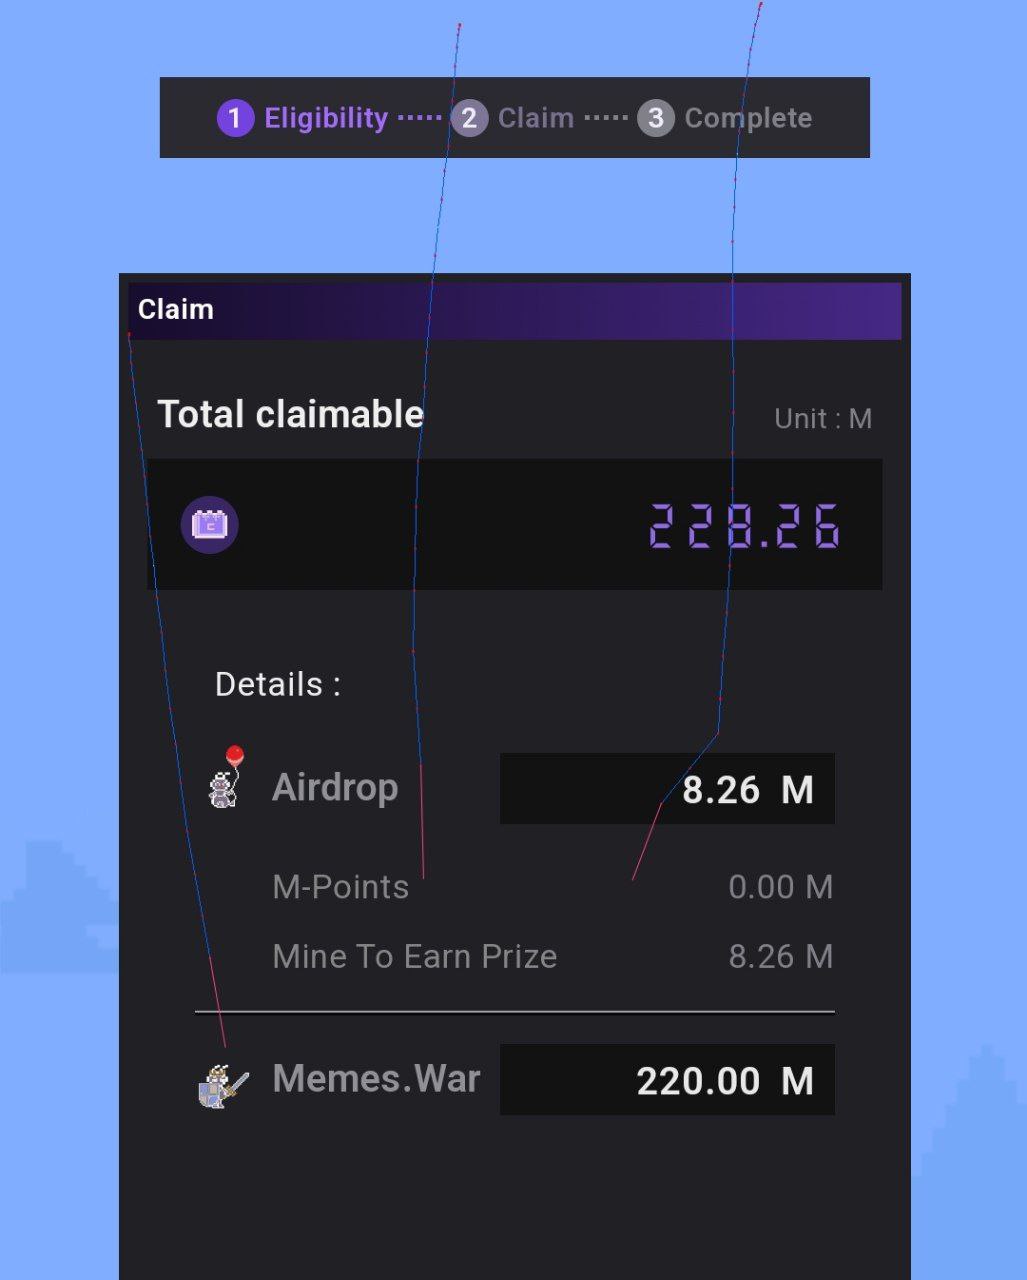 1 Eligibility ····· 2 Claim ····· 3 Complete
Claim
Total claimable Unit : M
228.26
Details :
Airdrop 8.26 M
M-Points 0.00 M
Mine To Earn Prize 8.26 M
Memes.War 220.00 M